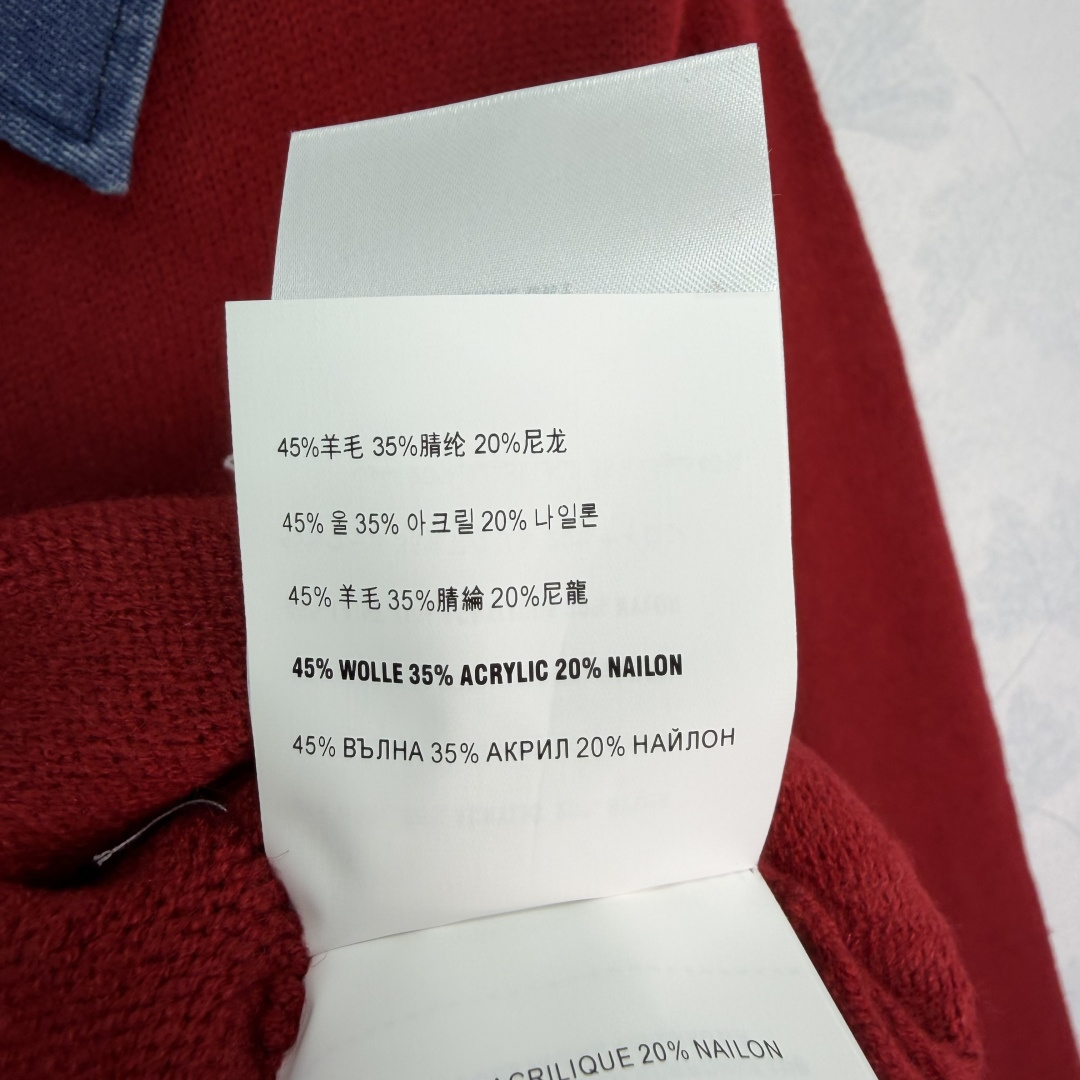 45%羊毛 35%腈纶 20%尼龙
45% 울 35% 아크릴 20% 나일론
45% 羊毛 35%腈綸 20%尼龍
45% WOLLE 35% ACRYLIC 20% NAILON
45% ВЪЛНА 35% АКРИЛ 20% НАЙЛОН
ACRILIQUE 20% NAILON